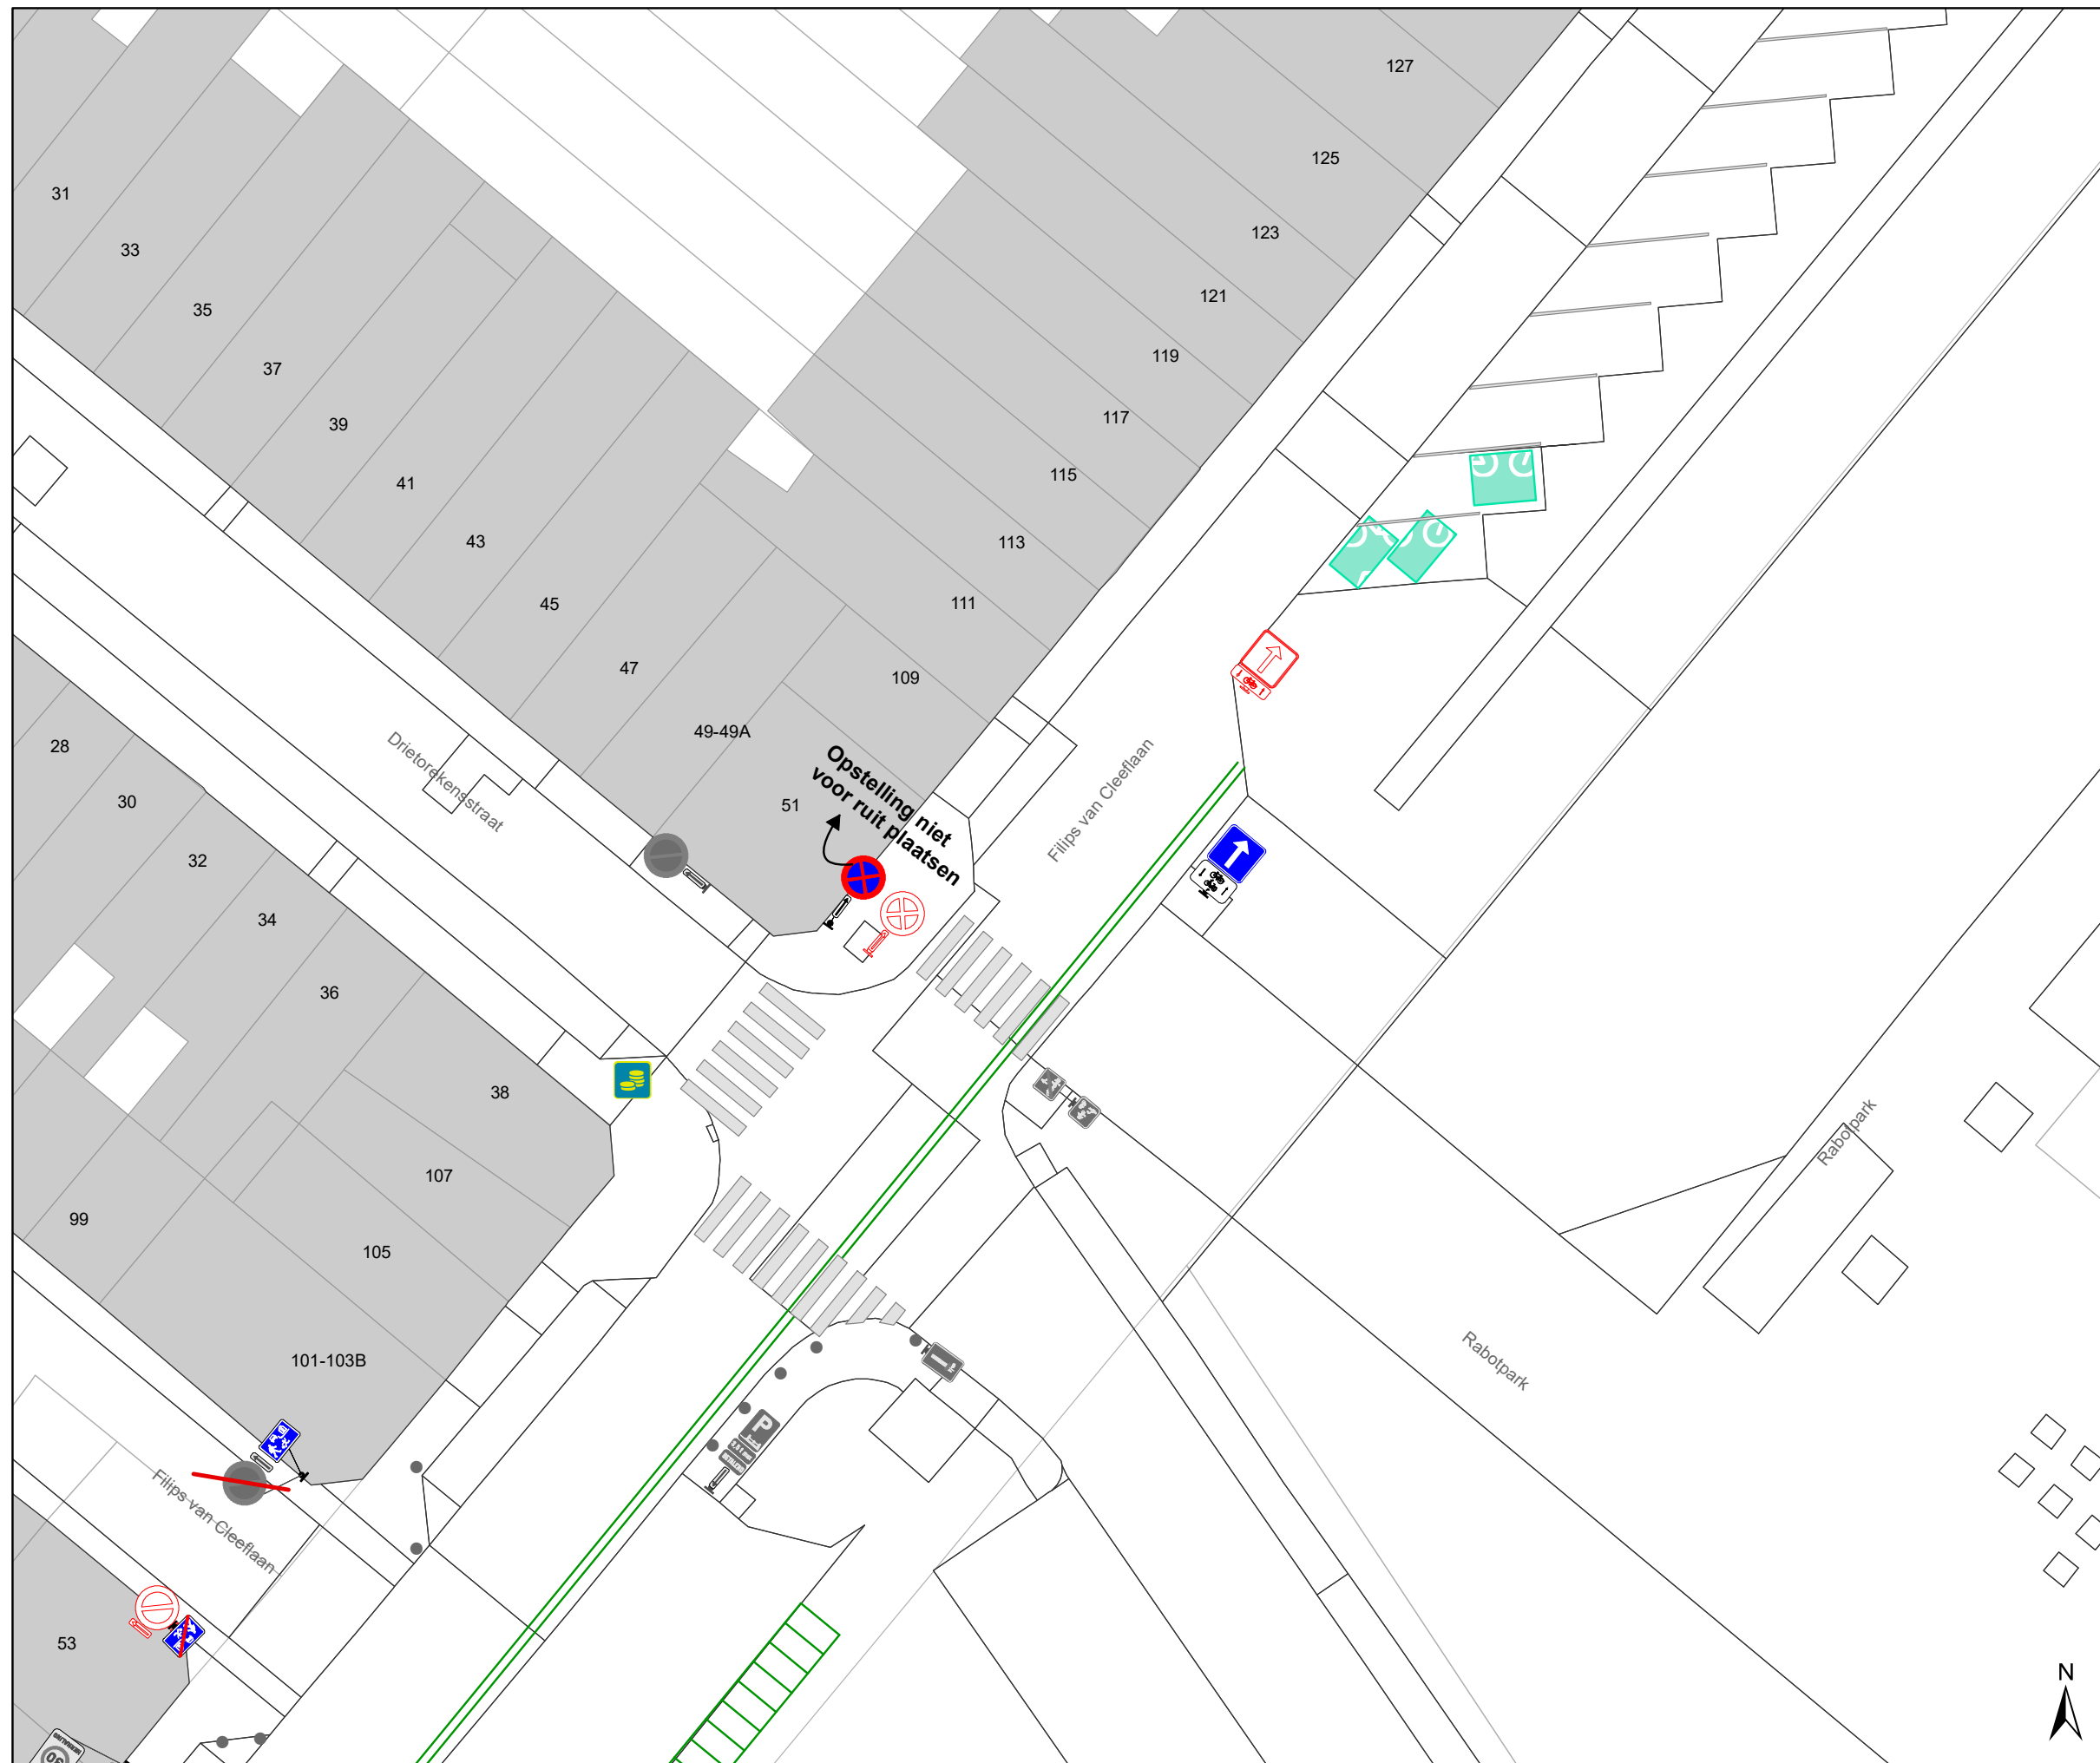 127
125
31
123
33
121
35
119
37
117
39
115
41
43
113
45
111
47
109
49-49A
28
Drietorekensstraat
Opstelling niet
voor ruit plaatsen
Filips van Cleeflaan
30
51
32
34
36
38
107
Rabotpark
99
105
101-103B
Rabotpark
P
Filips van Cleeflaan
53
N